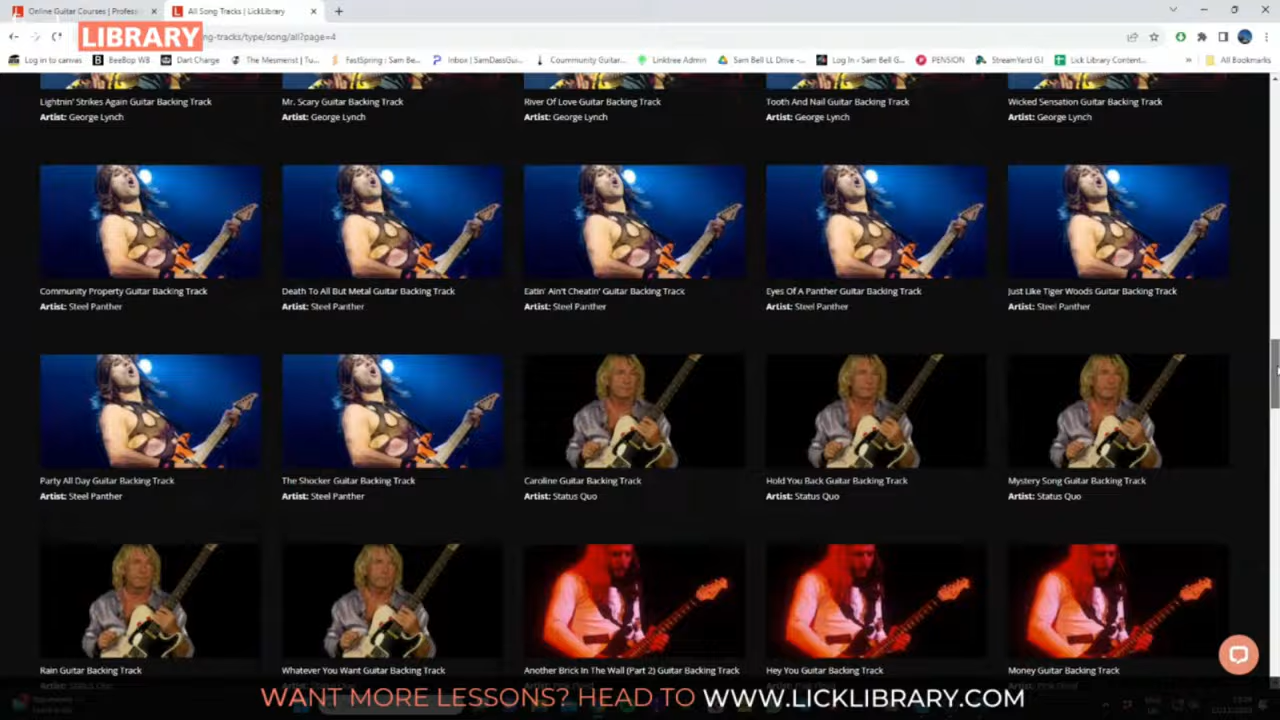 Online Guitar Courses | Profess
All Song Tracks | LickLibrary
LIBRARY
ng-tracks/type/song/all?page=4
Log in to canvas
BeeBop WB
Dart Charge
The Mesmerist | Tu...
FastSpring : Sam Be...
Inbox | SamDassGui...
Coummunity Guitar...
Linktree Admin
Sam Bell LL Drive -...
Log In ‹ Sam Bell G...
PENSION
StreamYard GI
Lick Library Content...
»
All Bookmarks
Lightnin' Strikes Again Guitar Backing Track
Artist: George Lynch
Mr. Scary Guitar Backing Track
Artist: George Lynch
River Of Love Guitar Backing Track
Artist: George Lynch
Tooth And Nail Guitar Backing Track
Artist: George Lynch
Wicked Sensation Guitar Backing Track
Artist: George Lynch
Community Property Guitar Backing Track
Artist: Steel Panther
Death To All But Metal Guitar Backing Track
Artist: Steel Panther
Eatin' Ain't Cheatin' Guitar Backing Track
Artist: Steel Panther
Eyes Of A Panther Guitar Backing Track
Artist: Steel Panther
Just Like Tiger Woods Guitar Backing Track
Artist: Steel Panther
Party All Day Guitar Backing Track
Artist: Steel Panther
The Shocker Guitar Backing Track
Artist: Steel Panther
Caroline Guitar Backing Track
Artist: Status Quo
Hold You Back Guitar Backing Track
Artist: Status Quo
Mystery Song Guitar Backing Track
Artist: Status Quo
Rain Guitar Backing Track
Whatever You Want Guitar Backing Track
Another Brick In The Wall (Part 2) Guitar Backing Track
Hey You Guitar Backing Track
Money Guitar Backing Track
WANT MORE LESSONS? HEAD TO WWW.LICKLIBRARY.COM